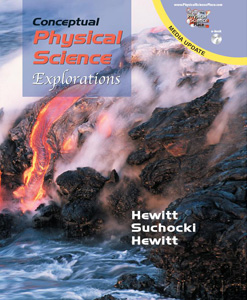 Conceptual
Physical
Science
Explorations
MEDIA UPDATE
Hewitt
Suchocki
Hewitt